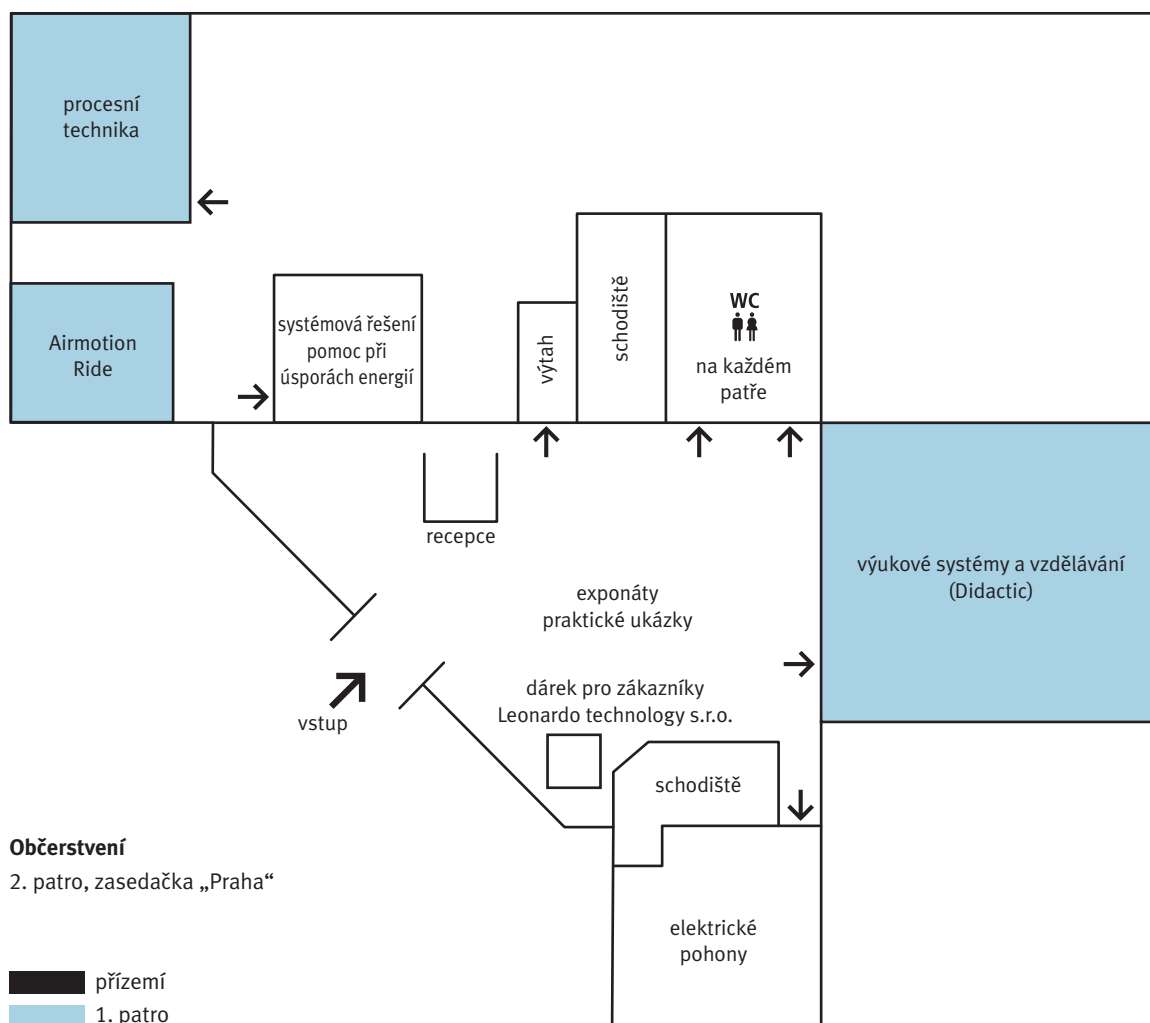 procesní
technika
Airmotion
Ride
systémová řešení
pomoc při
úsporách energií
výtah
schodiště
WC
na každém
patře
recepce
výukové systémy a vzdělávání
(Didactic)
exponáty
praktické ukázky
vstup
dárek pro zákazníky
Leonardo technology s.r.o.
schodiště
elektrické
pohony
Občerstvení
2. patro, zasedačka „Praha“
přízemí
1. patro